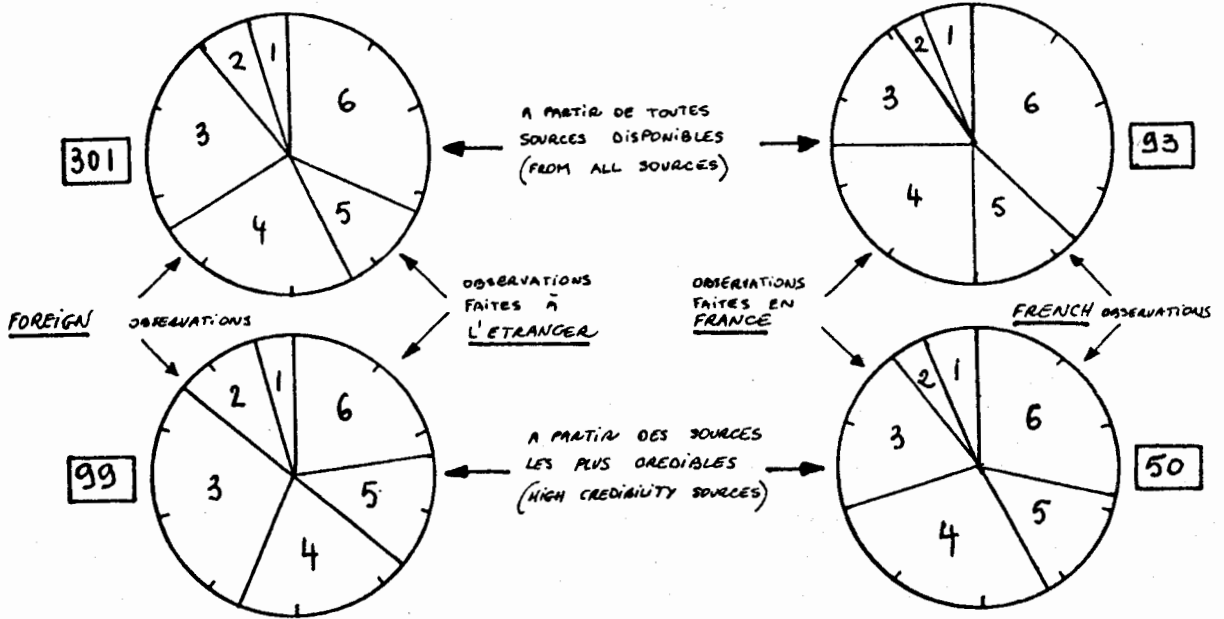 1
2
3
4
5
6
301
A PARTIR DE TOUTES
SOURCES DISPONIBLES
(FROM ALL SOURCES)
1
2
3
4
5
6
93
FOREIGN OBSERVATIONS
OBSERVATIONS
FAITES À
L'ETRANGER
OBSERVATIONS
FAITES EN
FRANCE
FRENCH OBSERVATIONS
1
2
3
4
5
6
99
A PARTIR DES SOURCES
LES PLUS CREDIBLES
(HIGH CREDIBILITY SOURCES)
1
2
3
4
5
6
50